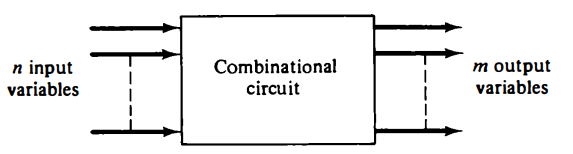 n input
variables
Combinational
circuit
m output
variables